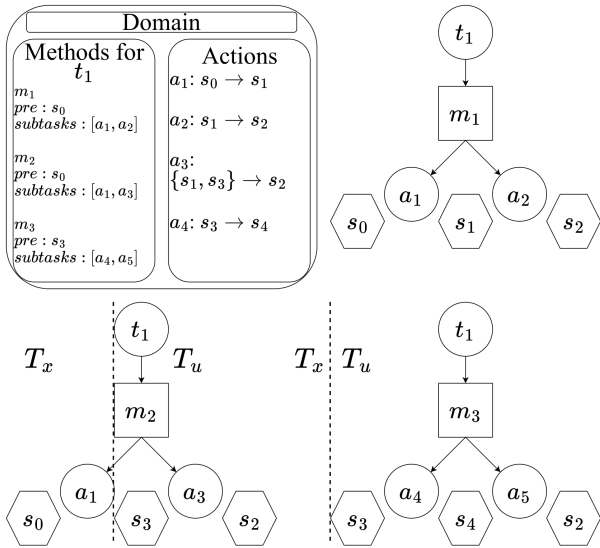 Domain
Methods for
t₁
m₁
pre : s₀
subtasks : [a₁, a₂]
m₂
pre : s₀
subtasks : [a₁, a₃]
m₃
pre : s₃
subtasks : [a₄, a₅]
Actions
a₁: s₀ → s₁
a₂: s₁ → s₂
a₃:
{s₁, s₃} → s₂
a₄: s₃ → s₄
t₁
m₁
a₁ a₂
s₀ s₁ s₂
t₁
Tₓ Tᵤ
m₂
a₁ a₃
s₀ s₃ s₂
t₁
Tₓ Tᵤ
m₃
a₄ a₅
s₃ s₄ s₂